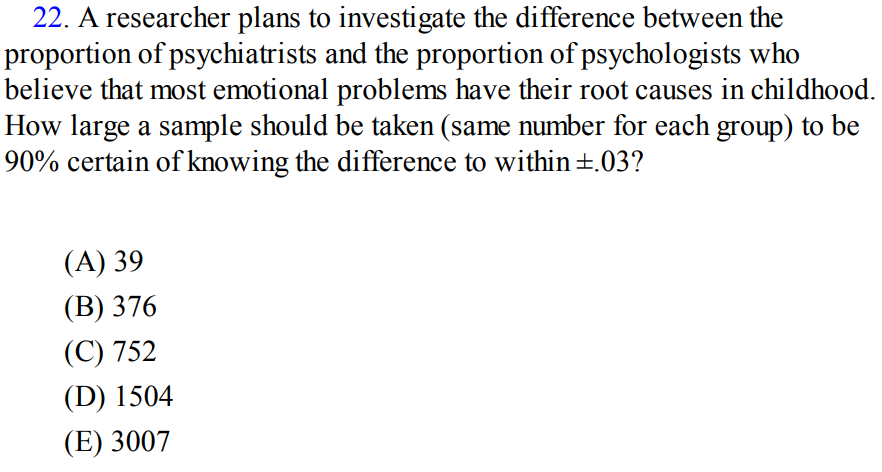 22. A researcher plans to investigate the difference between the
proportion of psychiatrists and the proportion of psychologists who
believe that most emotional problems have their root causes in childhood.
How large a sample should be taken (same number for each group) to be
90% certain of knowing the difference to within ±.03?
(A) 39
(B) 376
(C) 752
(D) 1504
(E) 3007